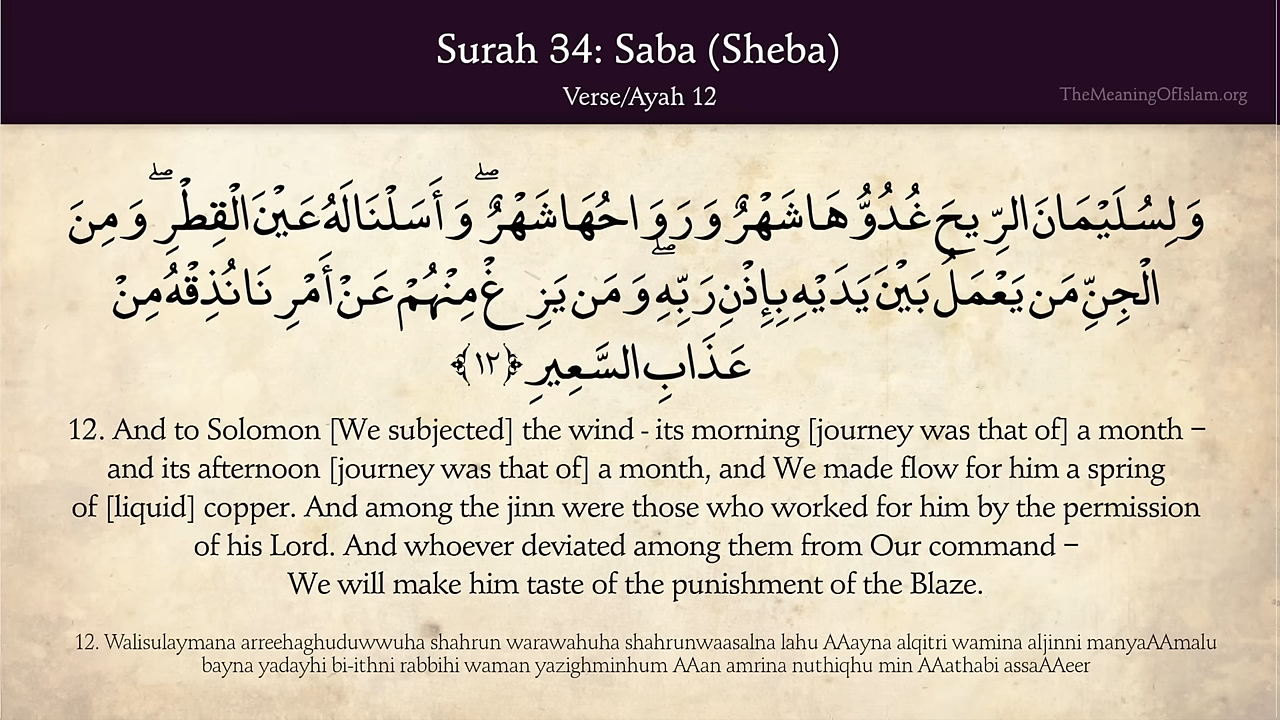 Surah 34: Saba (Sheba)
Verse/Ayah 12
TheMeaningOfIslam.org
وَلِسُلَيْمَانَ الرِّيحَ غُدُوُّهَا شَهْرٌ وَرَوَاحُهَا شَهْرٌ ۖ وَأَسَلْنَا لَهُ عَيْنَ الْقِطْرِ ۖ وَمِنَ
الْجِنِّ مَن يَعْمَلُ بَيْنَ يَدَيْهِ بِإِذْنِ رَبِّهِ ۖ وَمَن يَزِغْ مِنْهُمْ عَنْ أَمْرِنَا نُذِقْهُ مِنْ
عَذَابِ السَّعِيرِ ﴿١٢﴾
12. And to Solomon [We subjected] the wind - its morning [journey was that of] a month –
and its afternoon [journey was that of] a month, and We made flow for him a spring
of [liquid] copper. And among the jinn were those who worked for him by the permission
of his Lord. And whoever deviated among them from Our command –
We will make him taste of the punishment of the Blaze.
12. Walisulaymana arreehaghuduwwuha shahrun warawahuha shahrunwaasalna lahu AAayna alqitri wamina aljinni manyaAAmalu
bayna yadayhi bi-ithni rabbihi waman yazighminhum AAan amrina nuthiqhu min AAathabi assaAAeer